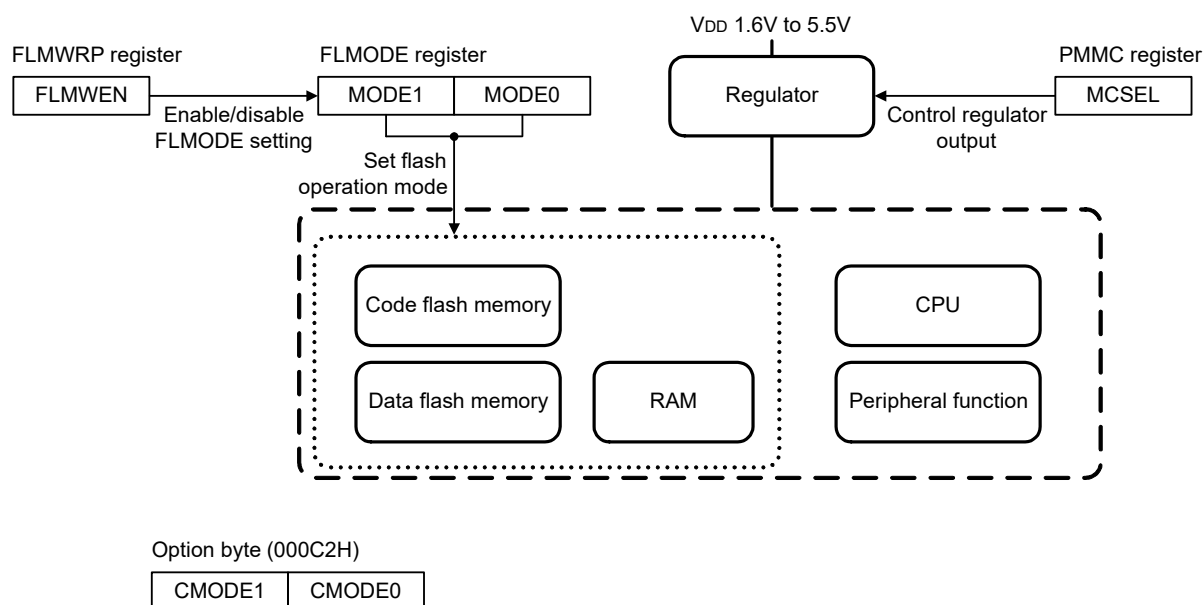 VDD 1.6V to 5.5V
FLMWRP register
FLMODE register
PMMC register
FLMWEN
MODE1
MODE0
Regulator
MCSEL
Enable/disable
FLMODE setting
Control regulator
output
Set flash
operation mode
Code flash memory
CPU
Data flash memory
RAM
Peripheral function
Option byte (000C2H)
CMODE1
CMODE0